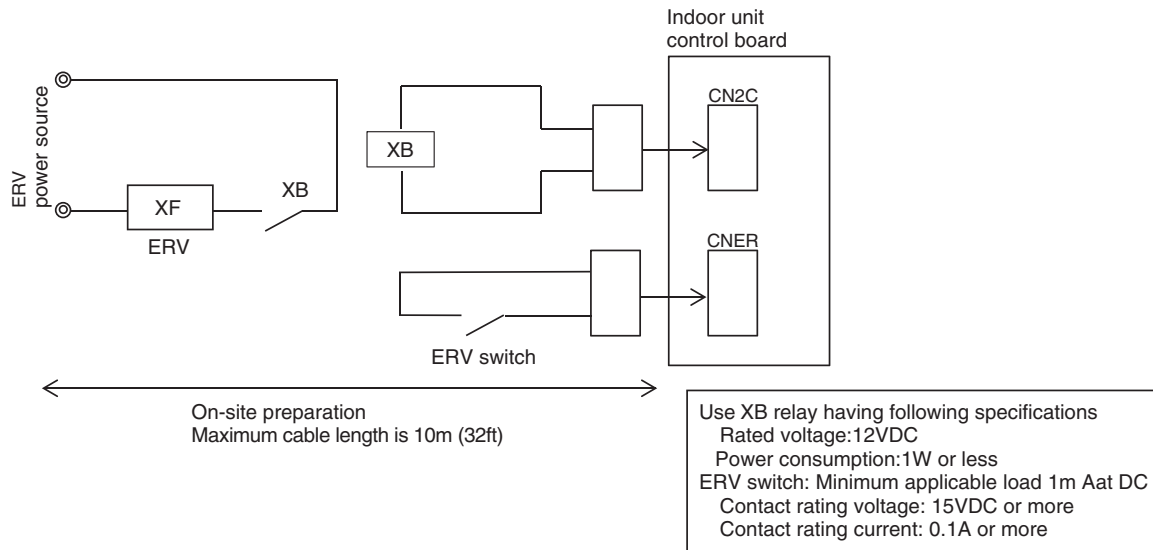 Indoor unit
control board
ERV
power source
CN2C
XB
XB
XF
ERV
CNER
ERV switch
On-site preparation
Maximum cable length is 10m (32ft)
Use XB relay having following specifications
Rated voltage:12VDC
Power consumption:1W or less
ERV switch: Minimum applicable load 1m Aat DC
Contact rating voltage: 15VDC or more
Contact rating current: 0.1A or more